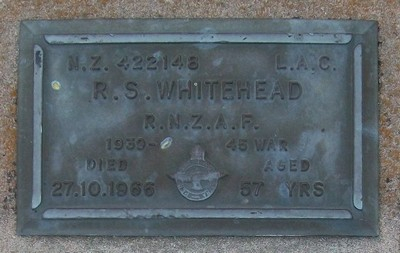 N.Z. 422148 L.A.C.
R. S. WHITEHEAD
R.N.Z.A.F.
1939-45 WAR
DIED AGED
27.10.1966 57 YRS